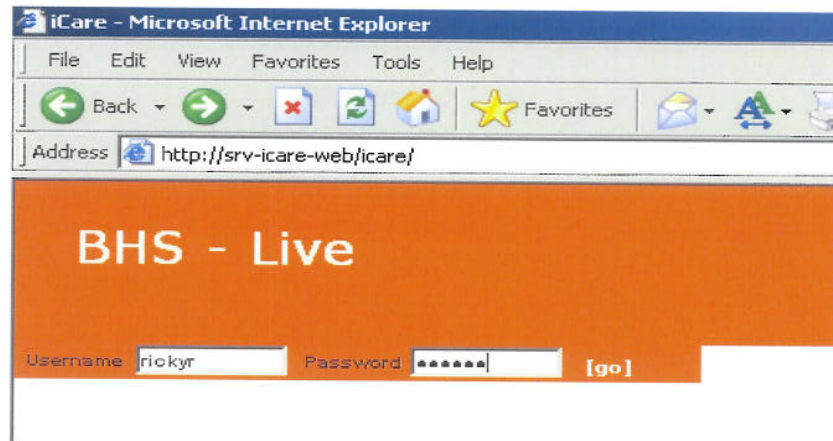 iCare - Microsoft Internet Explorer
File Edit View Favorites Tools Help
Back Favorites
Address http://srv-icare-web/icare/
BHS - Live
Username rickyr Password ●●●●●● [go]